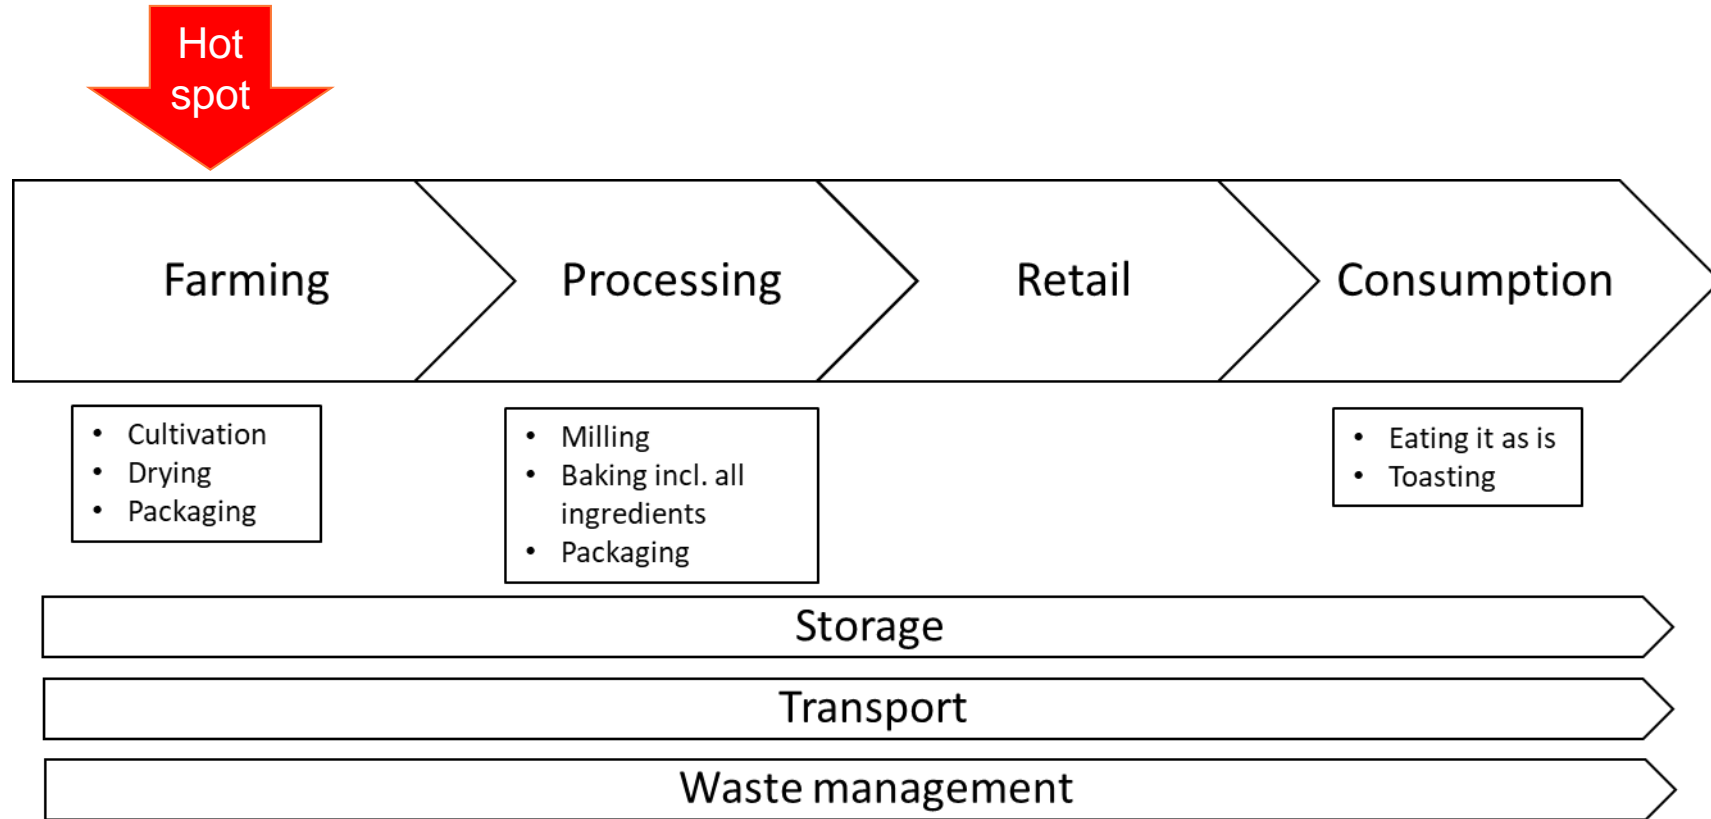 Hot
spot
Farming
Processing
Retail
Consumption
• Cultivation
• Drying
• Packaging
• Milling
• Baking incl. all
ingredients
• Packaging
• Eating it as is
• Toasting
Storage
Transport
Waste management